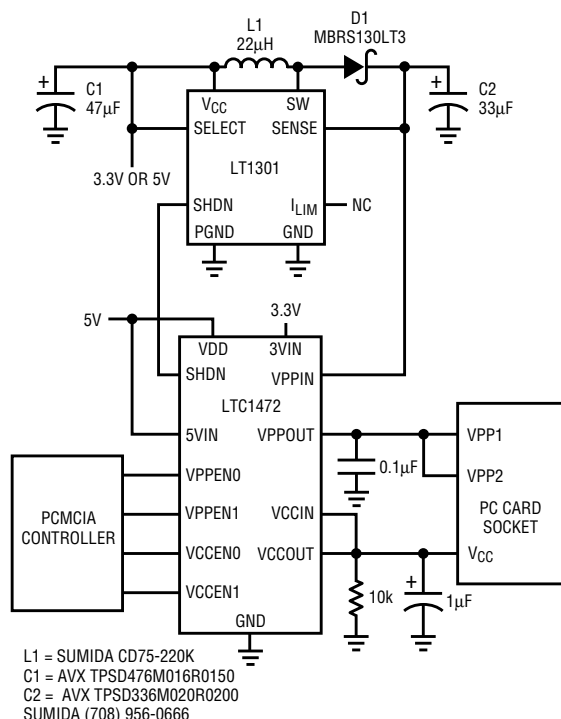 L1
22µH
D1
MBRS130LT3
+
C1
47µF
+
C2
33µF
VCC
SW
SELECT
SENSE
LT1301
3.3V OR 5V
SHDN
ILIM
NC
PGND
GND
5V
3.3V
VDD
3VIN
SHDN
VPPIN
LTC1472
5VIN
VPPOUT
VPP1
0.1µF
VPP2
VPPEN0
PCMCIA
CONTROLLER
VPPEN1
VCCIN
PC CARD
SOCKET
VCCEN0
VCCOUT
VCC
VCCEN1
10k
+
1µF
GND
L1 = SUMIDA CD75-220K
C1 = AVX TPSD476M016R0150
C2 = AVX TPSD336M020R0200
SUMIDA (708) 956-0666